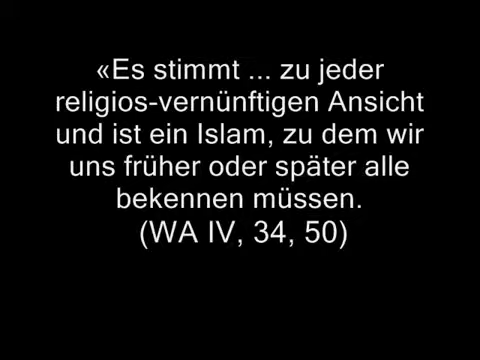 «Es stimmt ... zu jeder
religios-vernünftigen Ansicht
und ist ein Islam, zu dem wir
uns früher oder später alle
bekennen müssen.
(WA IV, 34, 50)